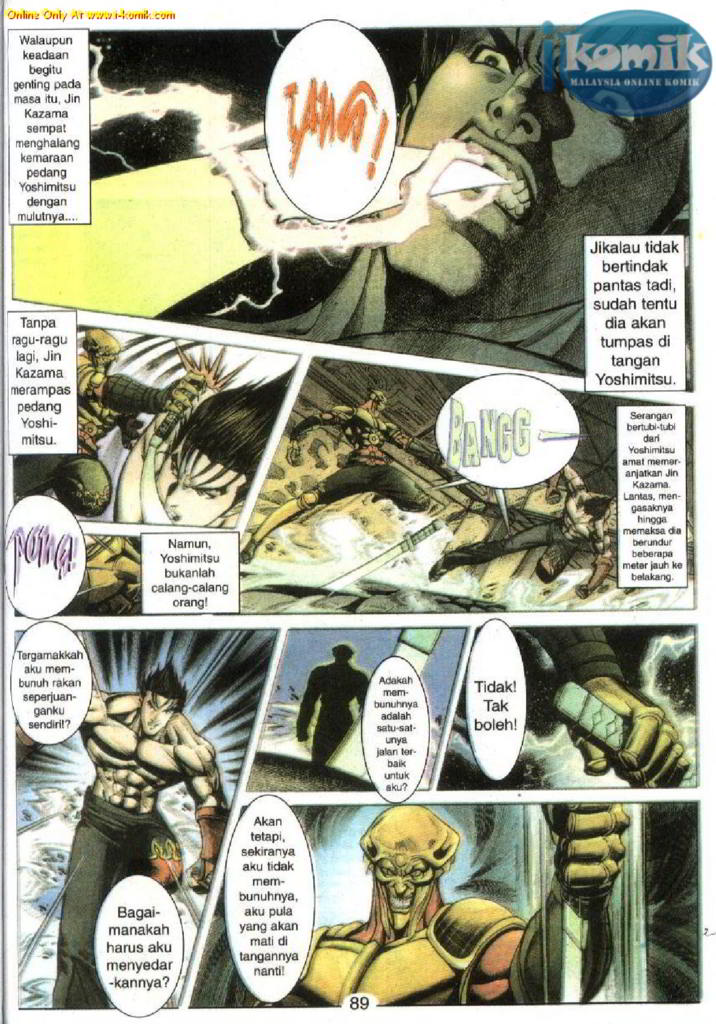 Online Only At www.i-komik.com
ikomik
MALAYSIA ONLINE KOMIK
Walaupun
keadaan
begitu
genting pada
masa itu, Jin
Kazama
sempat
menghalang
kemaraan
pedang
Yoshimitsu
dengan
mulutnya....
TANG!
Jikalau tidak
bertindak
pantas tadi,
sudah tentu
dia akan
tumpas di
tangan
Yoshimitsu.
Tanpa
ragu-ragu
lagi, Jin
Kazama
merampas
pedang
Yoshi-
mitsu.
BANGG
Serangan
bertubi-tubi
dari
Yoshimitsu
amat memer-
anjatkan Jin
Kazama.
Lantas, men-
gasaknya
hingga
memaksa dia
berundur
beberapa
meter jauh ke
belakang.
Namun,
Yoshimitsu
bukanlah
calang-calang
orang!
Tergamakkah
aku mem-
bunuh rakan
seperjuan-
ganku
sendiri!?
Adakah
mem-
bunuhnya
adalah
satu-sat-
unya
jalan ter-
baik
untuk
aku?
Tidak!
Tak
boleh!
Bagai-
manakah
harus aku
menyedar
-kannya?
Akan
tetapi,
sekiranya
aku tidak
mem-
bunuhnya,
aku pula
yang akan
mati di
tangannya
nanti!
89